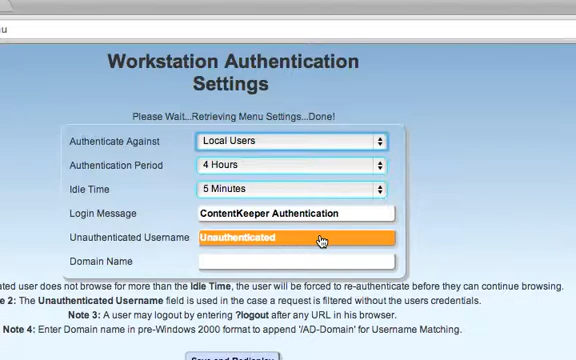 u
Workstation Authentication
Settings
Please Wait...Retrieving Menu Settings...Done!
Authenticate Against Local Users
Authentication Period 4 Hours
Idle Time 5 Minutes
Login Message ContentKeeper Authentication
Unauthenticated Username Unauthenticated
Domain Name
ated user does not browse for more than the Idle Time, the user will be forced to re-authenticate before they can continue browsing.
e 2: The Unauthenticated Username field is used in the case a request is filtered without the users credentials.
Note 3: A user may logout by entering ?logout after any URL in his browser.
Note 4: Enter Domain name in pre-Windows 2000 format to append '/AD-Domain' for Username Matching.
Save and Redisplay